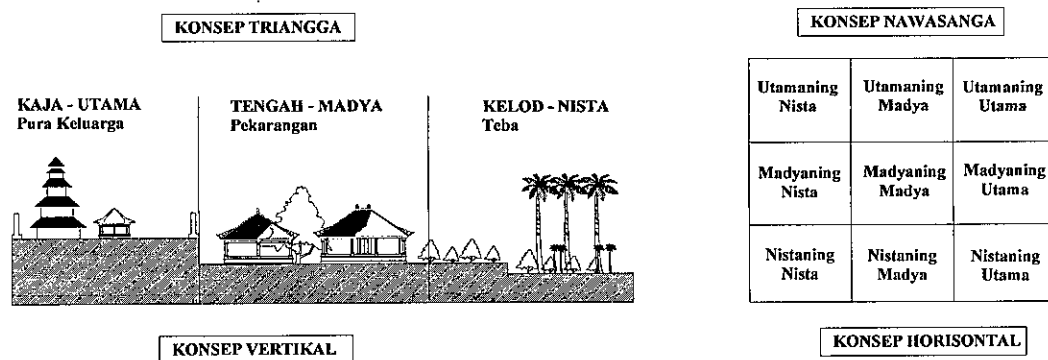 KONSEP TRIANGGA
KAJA - UTAMA
Pura Keluarga
TENGAH - MADYA
Pekarangan
KELOD - NISTA
Teba
KONSEP VERTIKAL
KONSEP NAWASANGA
Utamaning
Nista
Utamaning
Madya
Utamaning
Utama
Madyaning
Nista
Madyaning
Madya
Madyaning
Utama
Nistaning
Nista
Nistaning
Madya
Nistaning
Utama
KONSEP HORISONTAL